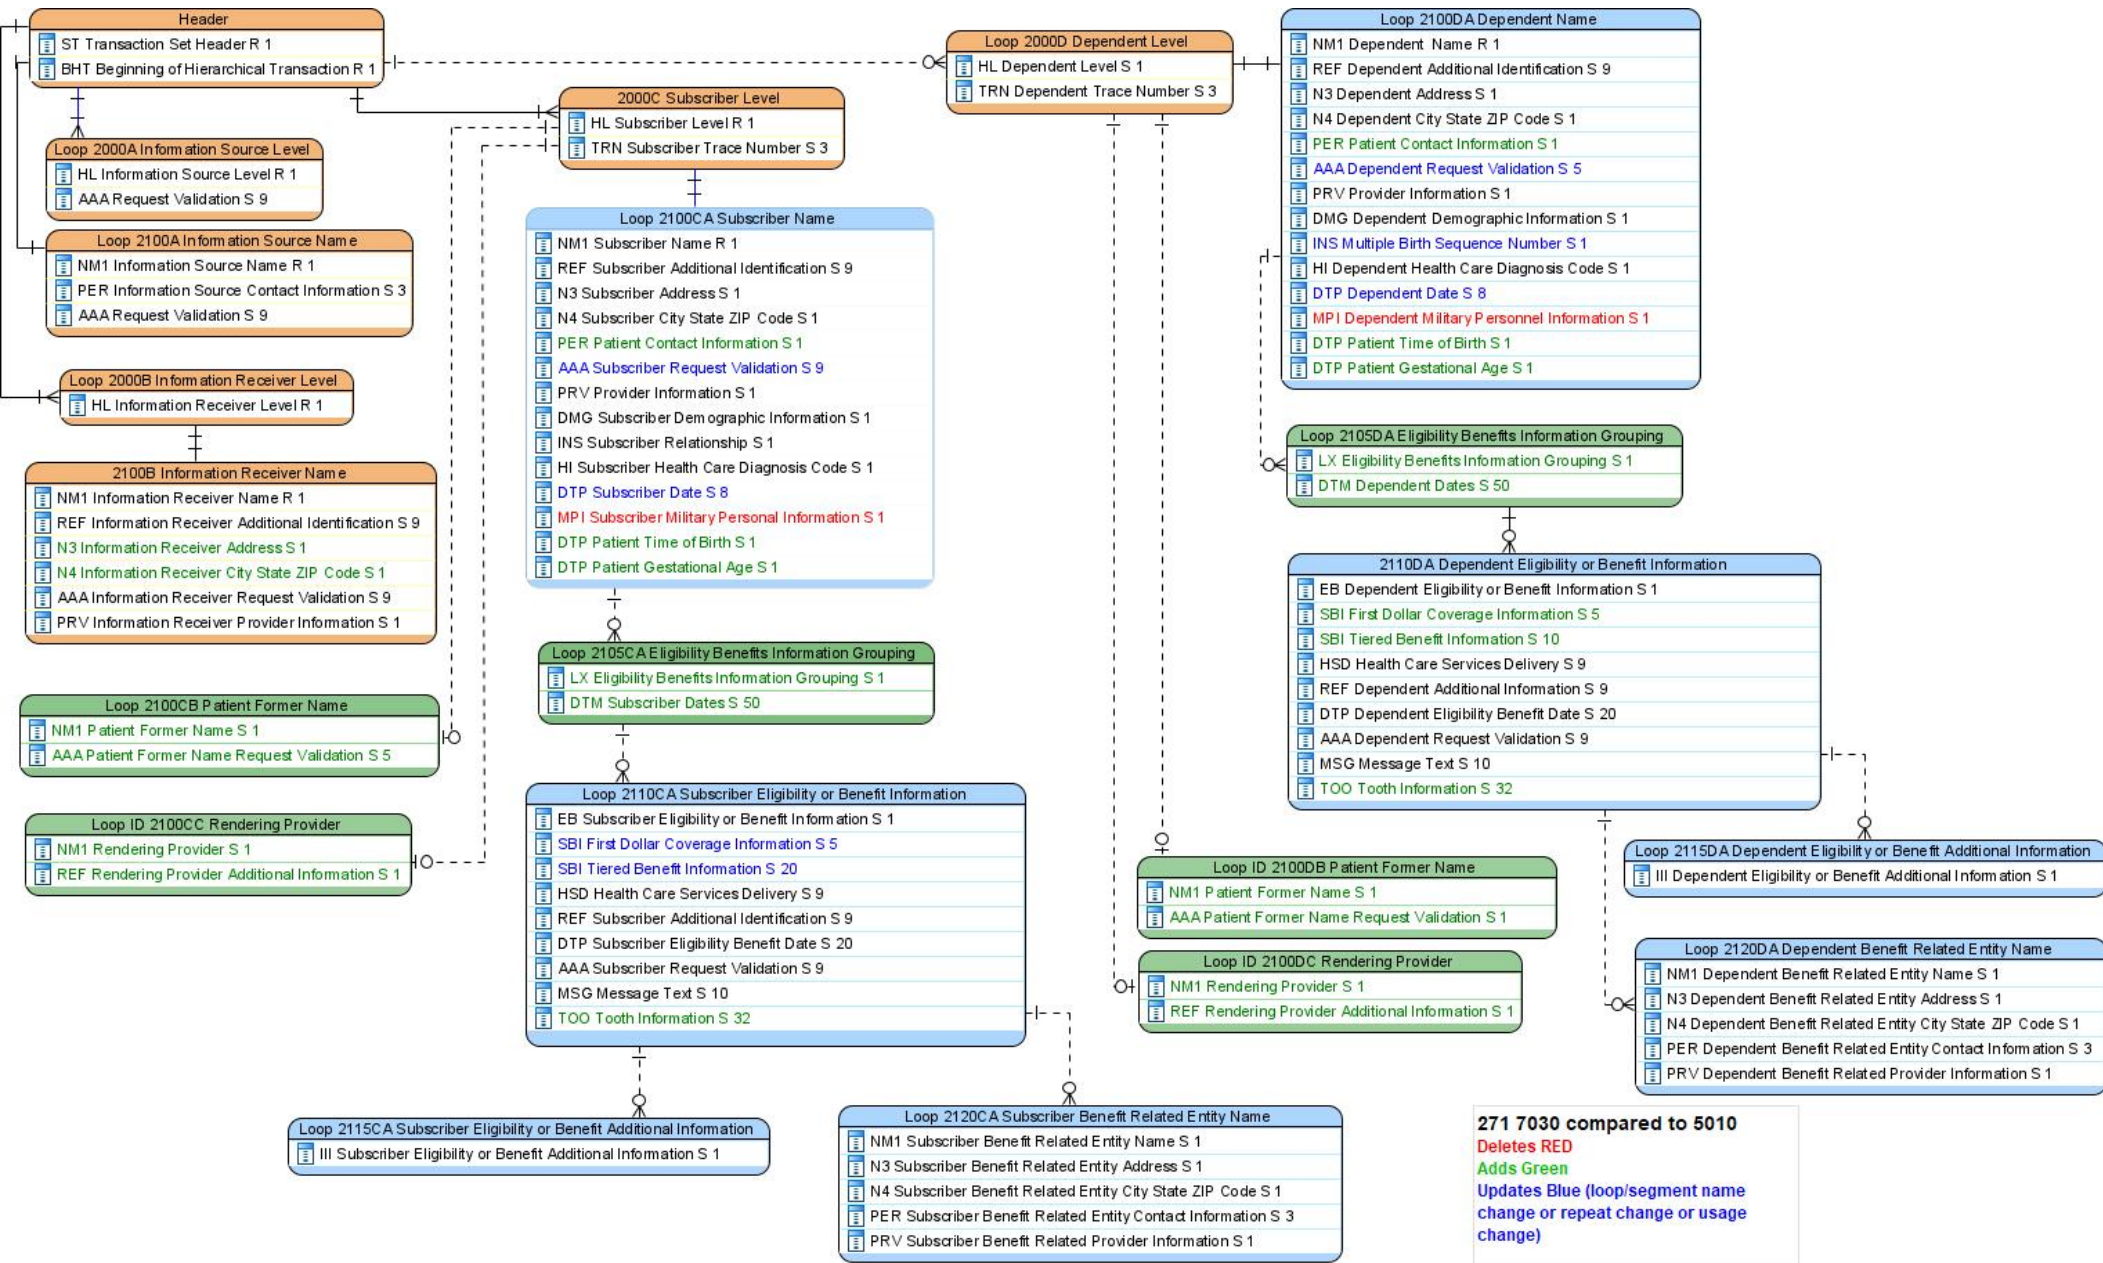 Header
ST Transaction Set Header R 1
BHT Beginning of Hierarchical Transaction R 1
Loop 2000A Information Source Level
HL Information Source Level R 1
AAA Request Validation S 9
Loop 2100A Information Source Name
NM1 Information Source Name R 1
PER Information Source Contact Information S 3
AAA Request Validation S 9
Loop 2000B Information Receiver Level
HL Information Receiver Level R 1
2100B Information Receiver Name
NM1 Information Receiver Name R 1
REF Information Receiver Additional Identification S 9
N3 Information Receiver Address S 1
N4 Information Receiver City State ZIP Code S 1
AAA Information Receiver Request Validation S 9
PRV Information Receiver Provider Information S 1
Loop 2100CB Patient Former Name
NM1 Patient Former Name S 1
AAA Patient Former Name Request Validation S 5
Loop ID 2100CC Rendering Provider
NM1 Rendering Provider S 1
REF Rendering Provider Additional Information S 1
2000C Subscriber Level
HL Subscriber Level R 1
TRN Subscriber Trace Number S 3
Loop 2100CA Subscriber Name
NM1 Subscriber Name R 1
REF Subscriber Additional Identification S 9
N3 Subscriber Address S 1
N4 Subscriber City State ZIP Code S 1
PER Patient Contact Information S 1
AAA Subscriber Request Validation S 9
PRV Provider Information S 1
DMG Subscriber Demographic Information S 1
INS Subscriber Relationship S 1
HI Subscriber Health Care Diagnosis Code S 1
DTP Subscriber Date S 8
MPI Subscriber Military Personal Information S 1
DTP Patient Time of Birth S 1
DTP Patient Gestational Age S 1
Loop 2105CA Eligibility Benefits Information Grouping
LX Eligibility Benefits Information Grouping S 1
DTM Subscriber Dates S 50
Loop 2110CA Subscriber Eligibility or Benefit Information
EB Subscriber Eligibility or Benefit Information S 1
SBI First Dollar Coverage Information S 5
SBI Tiered Benefit Information S 20
HSD Health Care Services Delivery S 9
REF Subscriber Additional Identification S 9
DTP Subscriber Eligibility Benefit Date S 20
AAA Subscriber Request Validation S 9
MSG Message Text S 10
TOO Tooth Information S 32
Loop 2115CA Subscriber Eligibility or Benefit Additional Information
III Subscriber Eligibility or Benefit Additional Information S 1
Loop 2120CA Subscriber Benefit Related Entity Name
NM1 Subscriber Benefit Related Entity Name S 1
N3 Subscriber Benefit Related Entity Address S 1
N4 Subscriber Benefit Related Entity City State ZIP Code S 1
PER Subscriber Benefit Related Entity Contact Information S 3
PRV Subscriber Benefit Related Provider Information S 1
Loop 2000D Dependent Level
HL Dependent Level S 1
TRN Dependent Trace Number S 3
Loop 2100DA Dependent Name
NM1 Dependent Name R 1
REF Dependent Additional Identification S 9
N3 Dependent Address S 1
N4 Dependent City State ZIP Code S 1
PER Patient Contact Information S 1
AAA Dependent Request Validation S 5
PRV Provider Information S 1
DMG Dependent Demographic Information S 1
INS Multiple Birth Sequence Number S 1
HI Dependent Health Care Diagnosis Code S 1
DTP Dependent Date S 8
MPI Dependent Military Personnel Information S 1
DTP Patient Time of Birth S 1
DTP Patient Gestational Age S 1
Loop 2105DA Eligibility Benefits Information Grouping
LX Eligibility Benefits Information Grouping S 1
DTM Dependent Dates S 50
2110DA Dependent Eligibility or Benefit Information
EB Dependent Eligibility or Benefit Information S 1
SBI First Dollar Coverage Information S 5
SBI Tiered Benefit Information S 10
HSD Health Care Services Delivery S 9
REF Dependent Additional Information S 9
DTP Dependent Eligibility Benefit Date S 20
AAA Dependent Request Validation S 9
MSG Message Text S 10
TOO Tooth Information S 32
Loop ID 2100DB Patient Former Name
NM1 Patient Former Name S 1
AAA Patient Former Name Request Validation S 1
Loop ID 2100DC Rendering Provider
NM1 Rendering Provider S 1
REF Rendering Provider Additional Information S 1
Loop 2115DA Dependent Eligibility or Benefit Additional Information
III Dependent Eligibility or Benefit Additional Information S 1
Loop 2120DA Dependent Benefit Related Entity Name
NM1 Dependent Benefit Related Entity Name S 1
N3 Dependent Benefit Related Entity Address S 1
N4 Dependent Benefit Related Entity City State ZIP Code S 1
PER Dependent Benefit Related Entity Contact Information S 3
PRV Dependent Benefit Related Provider Information S 1
271 7030 compared to 5010
Deletes RED
Adds Green
Updates Blue (loop/segment name
change or repeat change or usage
change)